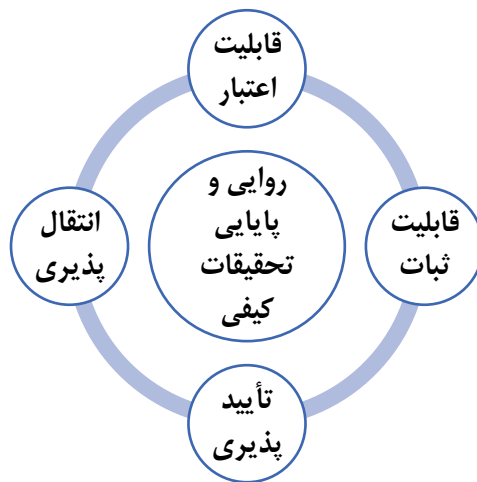 قابلیت
اعتبار
روایی و
پایایی
تحقیقات
کیفی
قابلیت
ثبات
انتقال
پذیری
تأیید
پذیری